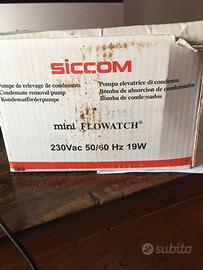 SICCOM
Pompe de relevage de condensats
Condensate removal pump
Kondensatförderpumpe
Pompa elevatrice di condensa
Bomba de absorcion de condensados
Bomba de condensados
mini FLOWATCH®
230Vac 50/60 Hz 19W
subito